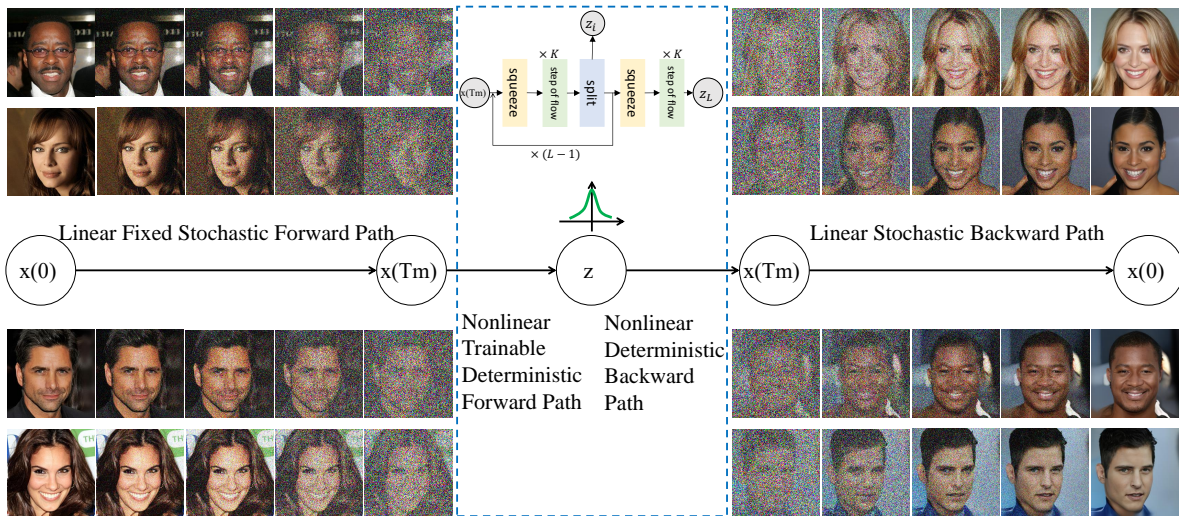 z_i
× K
× K
x(Tm)
squeeze
step of flow
split
squeeze
step of flow
z_L
× (L − 1)
TH
Linear Fixed Stochastic Forward Path
Linear Stochastic Backward Path
x(0)
x(Tm)
z
x(Tm)
x(0)
Nonlinear
Trainable
Deterministic
Forward Path
Nonlinear
Deterministic
Backward
Path